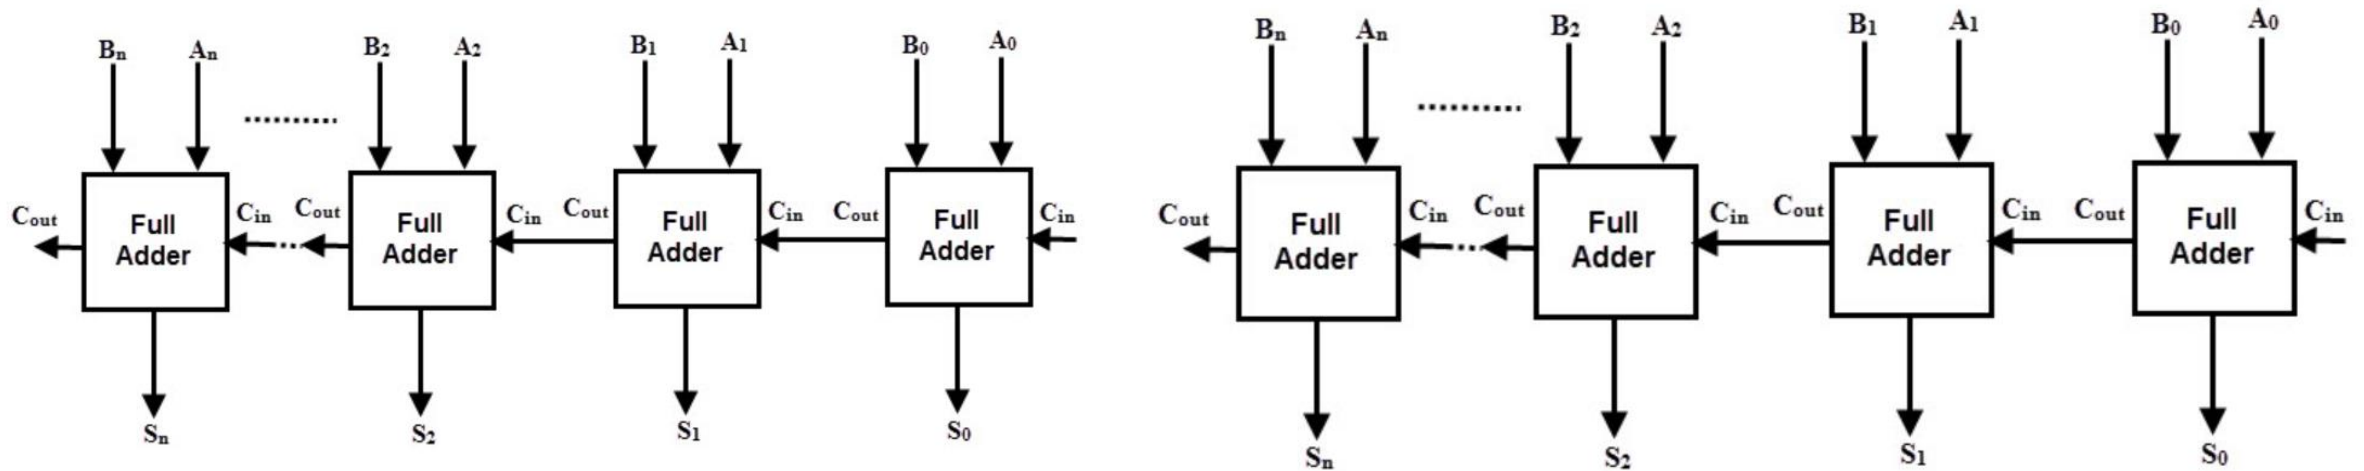 Bn An B2 A2 B1 A1 B0 A0
Cout Full Adder Cin Cout Full Adder Cin Cout Full Adder Cin Cout Full Adder Cin
Sn S2 S1 S0
Bn An B2 A2 B1 A1 B0 A0
Cout Full Adder Cin Cout Full Adder Cin Cout Full Adder Cin Cout Full Adder Cin
Sn S2 S1 S0